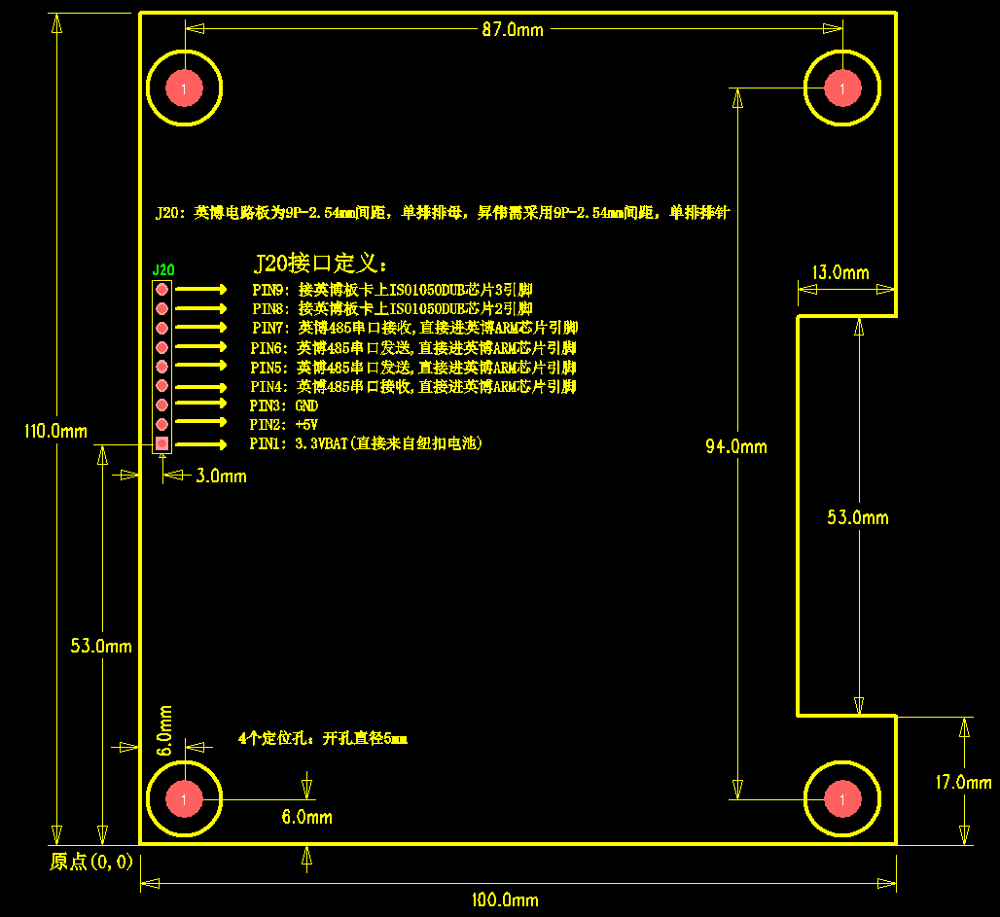 87.0mm
1
1
J20: 英博电路板为9P-2.54mm间距，单排排母，昇伟需采用9P-2.54mm间距，单排排针
J20接口定义：
J20
13.0mm
PIN9: 接英博板卡上ISO1050DUB芯片3引脚
PIN8: 接英博板卡上ISO1050DUB芯片2引脚
PIN7: 英博485串口接收,直接进英博ARM芯片引脚
PIN6: 英博485串口发送,直接进英博ARM芯片引脚
PIN5: 英博485串口发送,直接进英博ARM芯片引脚
PIN4: 英博485串口接收,直接进英博ARM芯片引脚
PIN3: GND
PIN2: +5V
PIN1: 3.3VBAT(直接来自纽扣电池)
110.0mm
94.0mm
3.0mm
53.0mm
53.0mm
6.0mm
4个定位孔：开孔直径5mm
17.0mm
1
1
6.0mm
原点(0,0)
100.0mm